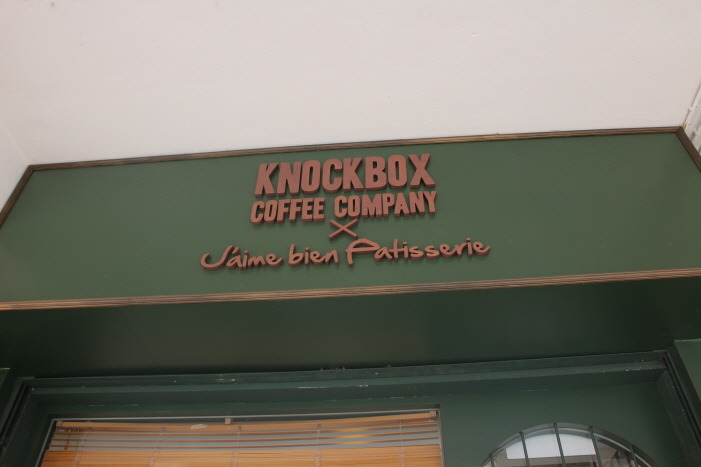 KNOCKBOX
COFFEE COMPANY
X
J'aime bien Patisserie